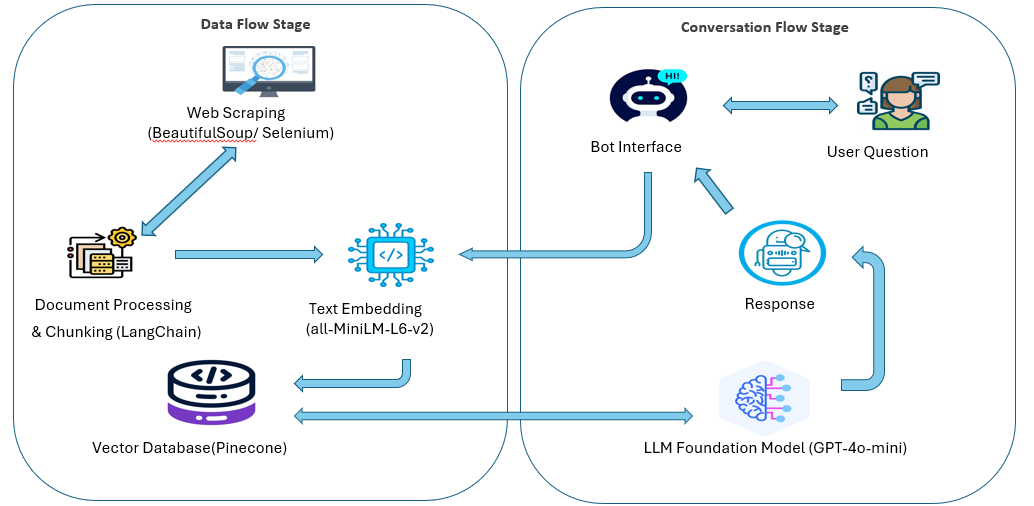 Data Flow Stage
Web Scraping
(BeautifulSoup/ Selenium)
Document Processing
& Chunking (LangChain)
Text Embedding
(all-MiniLM-L6-v2)
Vector Database(Pinecone)
Conversation Flow Stage
HI!
Bot Interface
?
User Question
Response
LLM Foundation Model (GPT-4o-mini)